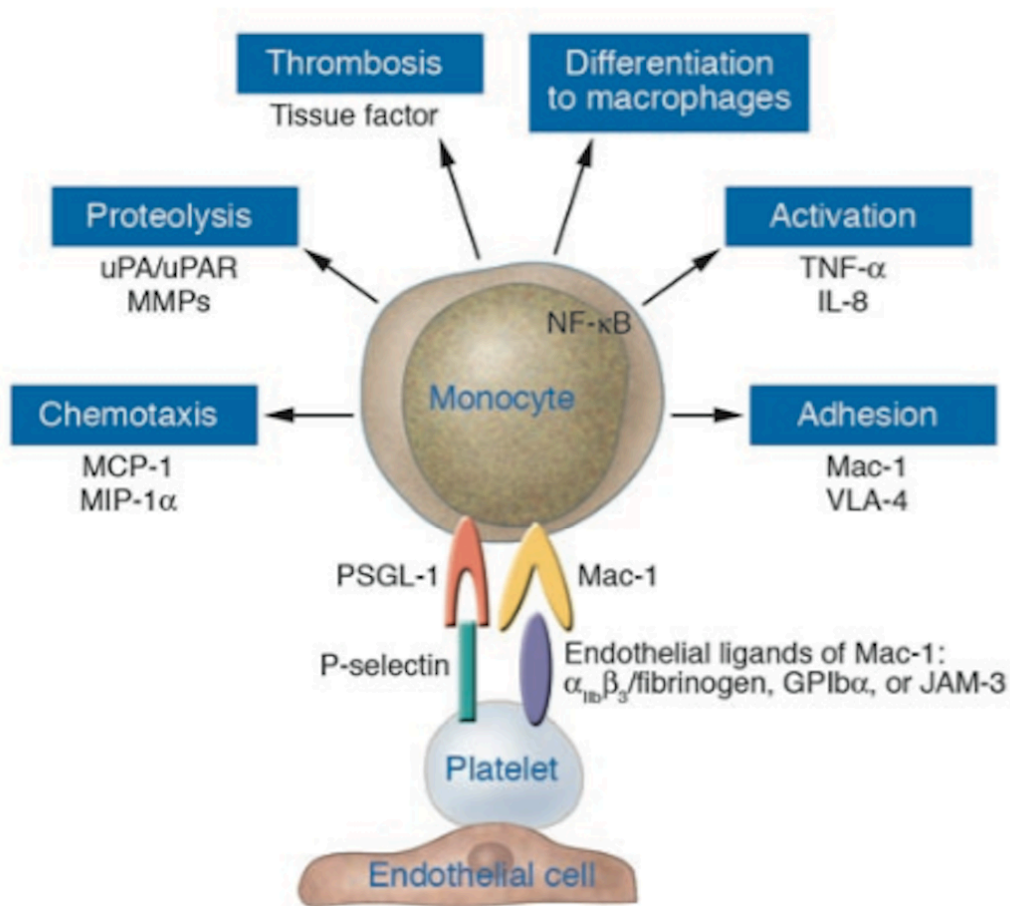 Thrombosis
Tissue factor
Differentiation
to macrophages
Proteolysis
uPA/uPAR
MMPs
Activation
TNF-α
IL-8
NF-κB
Monocyte
Chemotaxis
MCP-1
MIP-1α
Adhesion
Mac-1
VLA-4
PSGL-1
Mac-1
P-selectin
Endothelial ligands of Mac-1:
αIIbβ3/fibrinogen, GPIbα, or JAM-3
Platelet
Endothelial cell